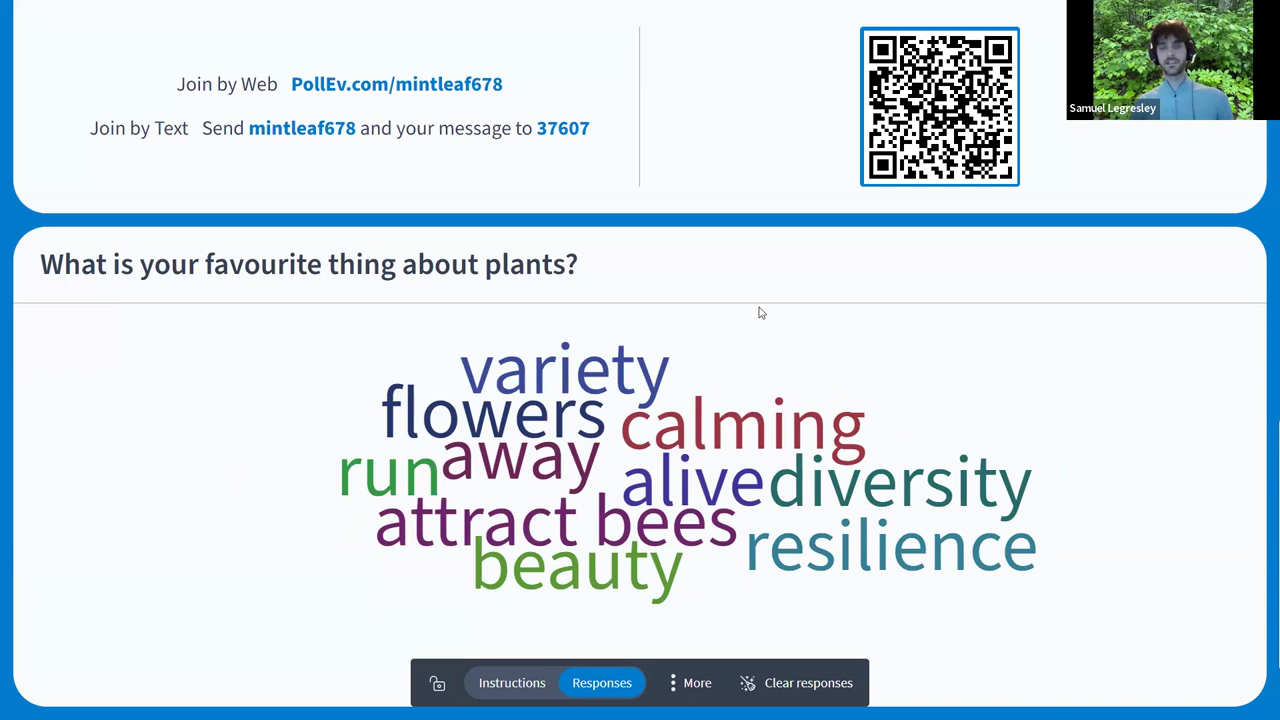 Join by Web PollEv.com/mintleaf678
Join by Text Send mintleaf678 and your message to 37607
Samuel Legresley
What is your favourite thing about plants?
variety
flowers
calming
away
run
alive
diversity
attract bees
resilience
beauty
Instructions
Responses
More
Clear responses